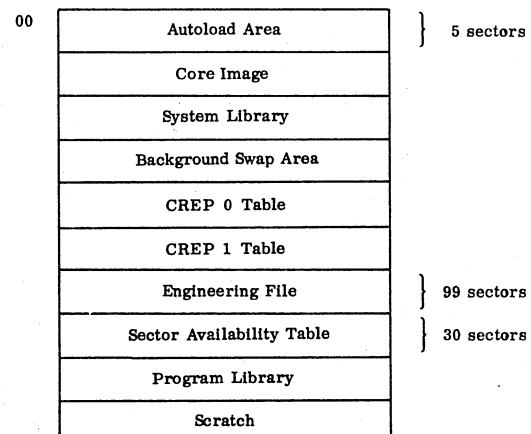 00
Autoload Area } 5 sectors
Core Image
System Library
Background Swap Area
CREP 0 Table
CREP 1 Table
Engineering File } 99 sectors
Sector Availability Table } 30 sectors
Program Library
Scratch